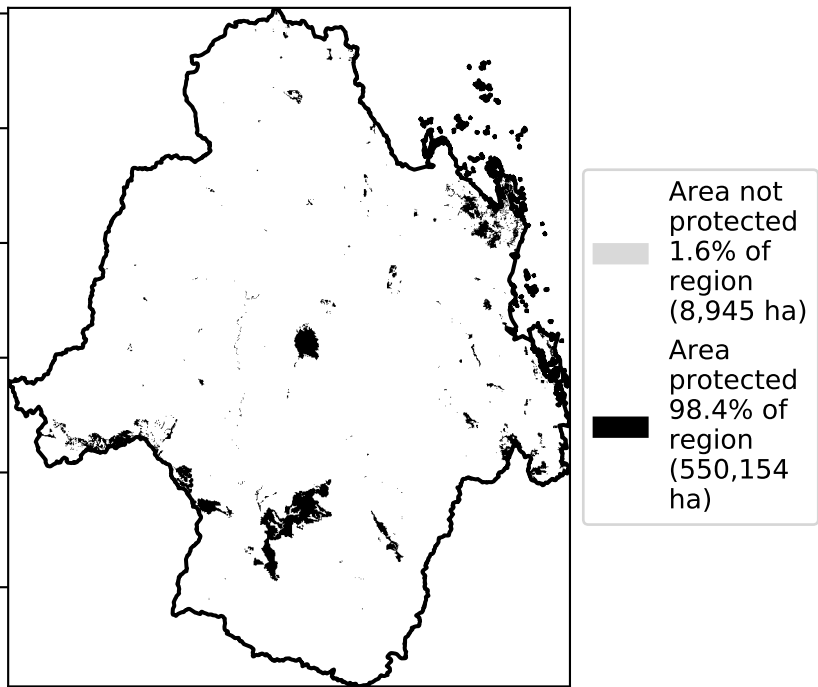 Area not
protected
1.6% of
region
(8,945 ha)
Area
protected
98.4% of
region
(550,154
ha)